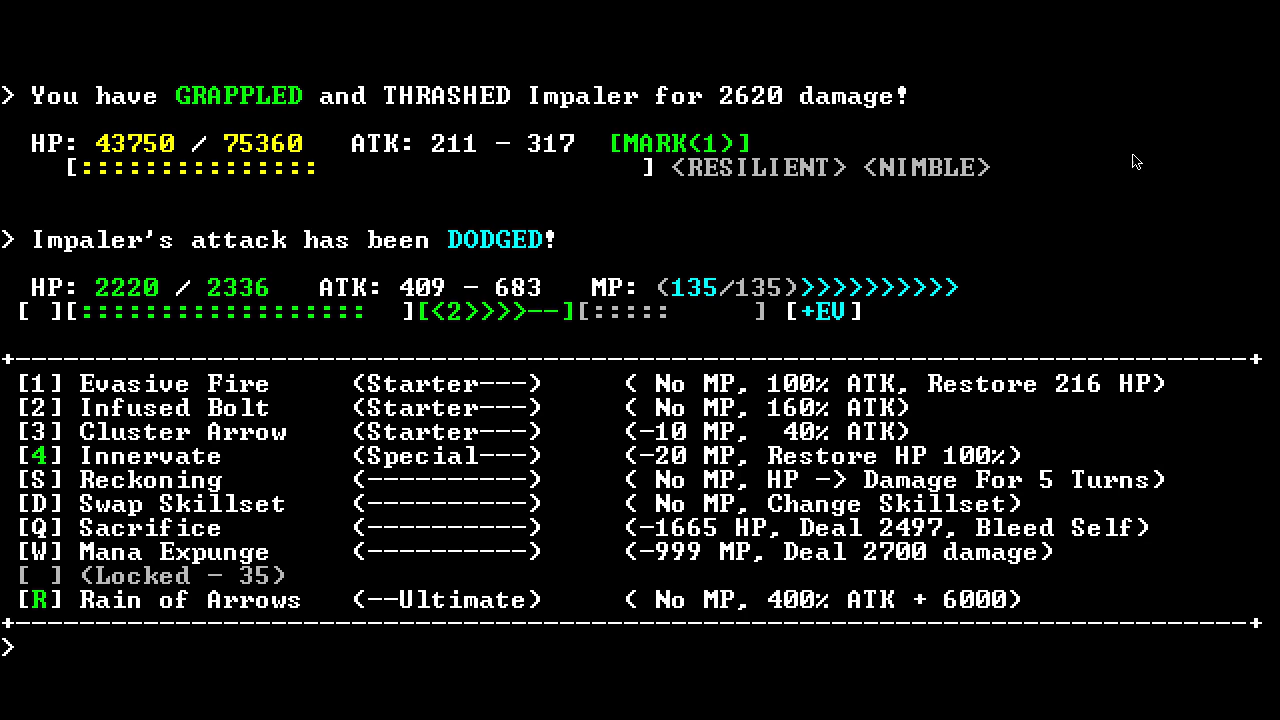 > You have GRAPPLED and THRASHED Impaler for 2620 damage!
HP: 43750 / 75360   ATK: 211 - 317  [MARK(1)]
[:::::::::::::::                    ] <RESILIENT> <NIMBLE>
> Impaler's attack has been DODGED!
HP: 2220 / 2336   ATK: 409 - 683   MP: (135/135)>>>>>>>>>>
[ ][::::::::::::::::::  ][<2>>>>--][:::::     ] [+EV]
+-----------------------------------------------------------------------------+
[1] Evasive Fire     (Starter---)     ( No MP, 100% ATK, Restore 216 HP)
[2] Infused Bolt     (Starter---)     ( No MP, 160% ATK)
[3] Cluster Arrow    (Starter---)     (-10 MP,  40% ATK)
[4] Innervate        (Special---)     (-20 MP, Restore HP 100%)
[S] Reckoning        (----------)     ( No MP, HP -> Damage For 5 Turns)
[D] Swap Skillset    (----------)     ( No MP, Change Skillset)
[Q] Sacrifice        (----------)     (-1665 HP, Deal 2497, Bleed Self)
[W] Mana Expunge     (----------)     (-999 MP, Deal 2700 damage)
[ ] (Locked - 35)
[R] Rain of Arrows   (--Ultimate)     ( No MP, 400% ATK + 6000)
+-----------------------------------------------------------------------------+
>